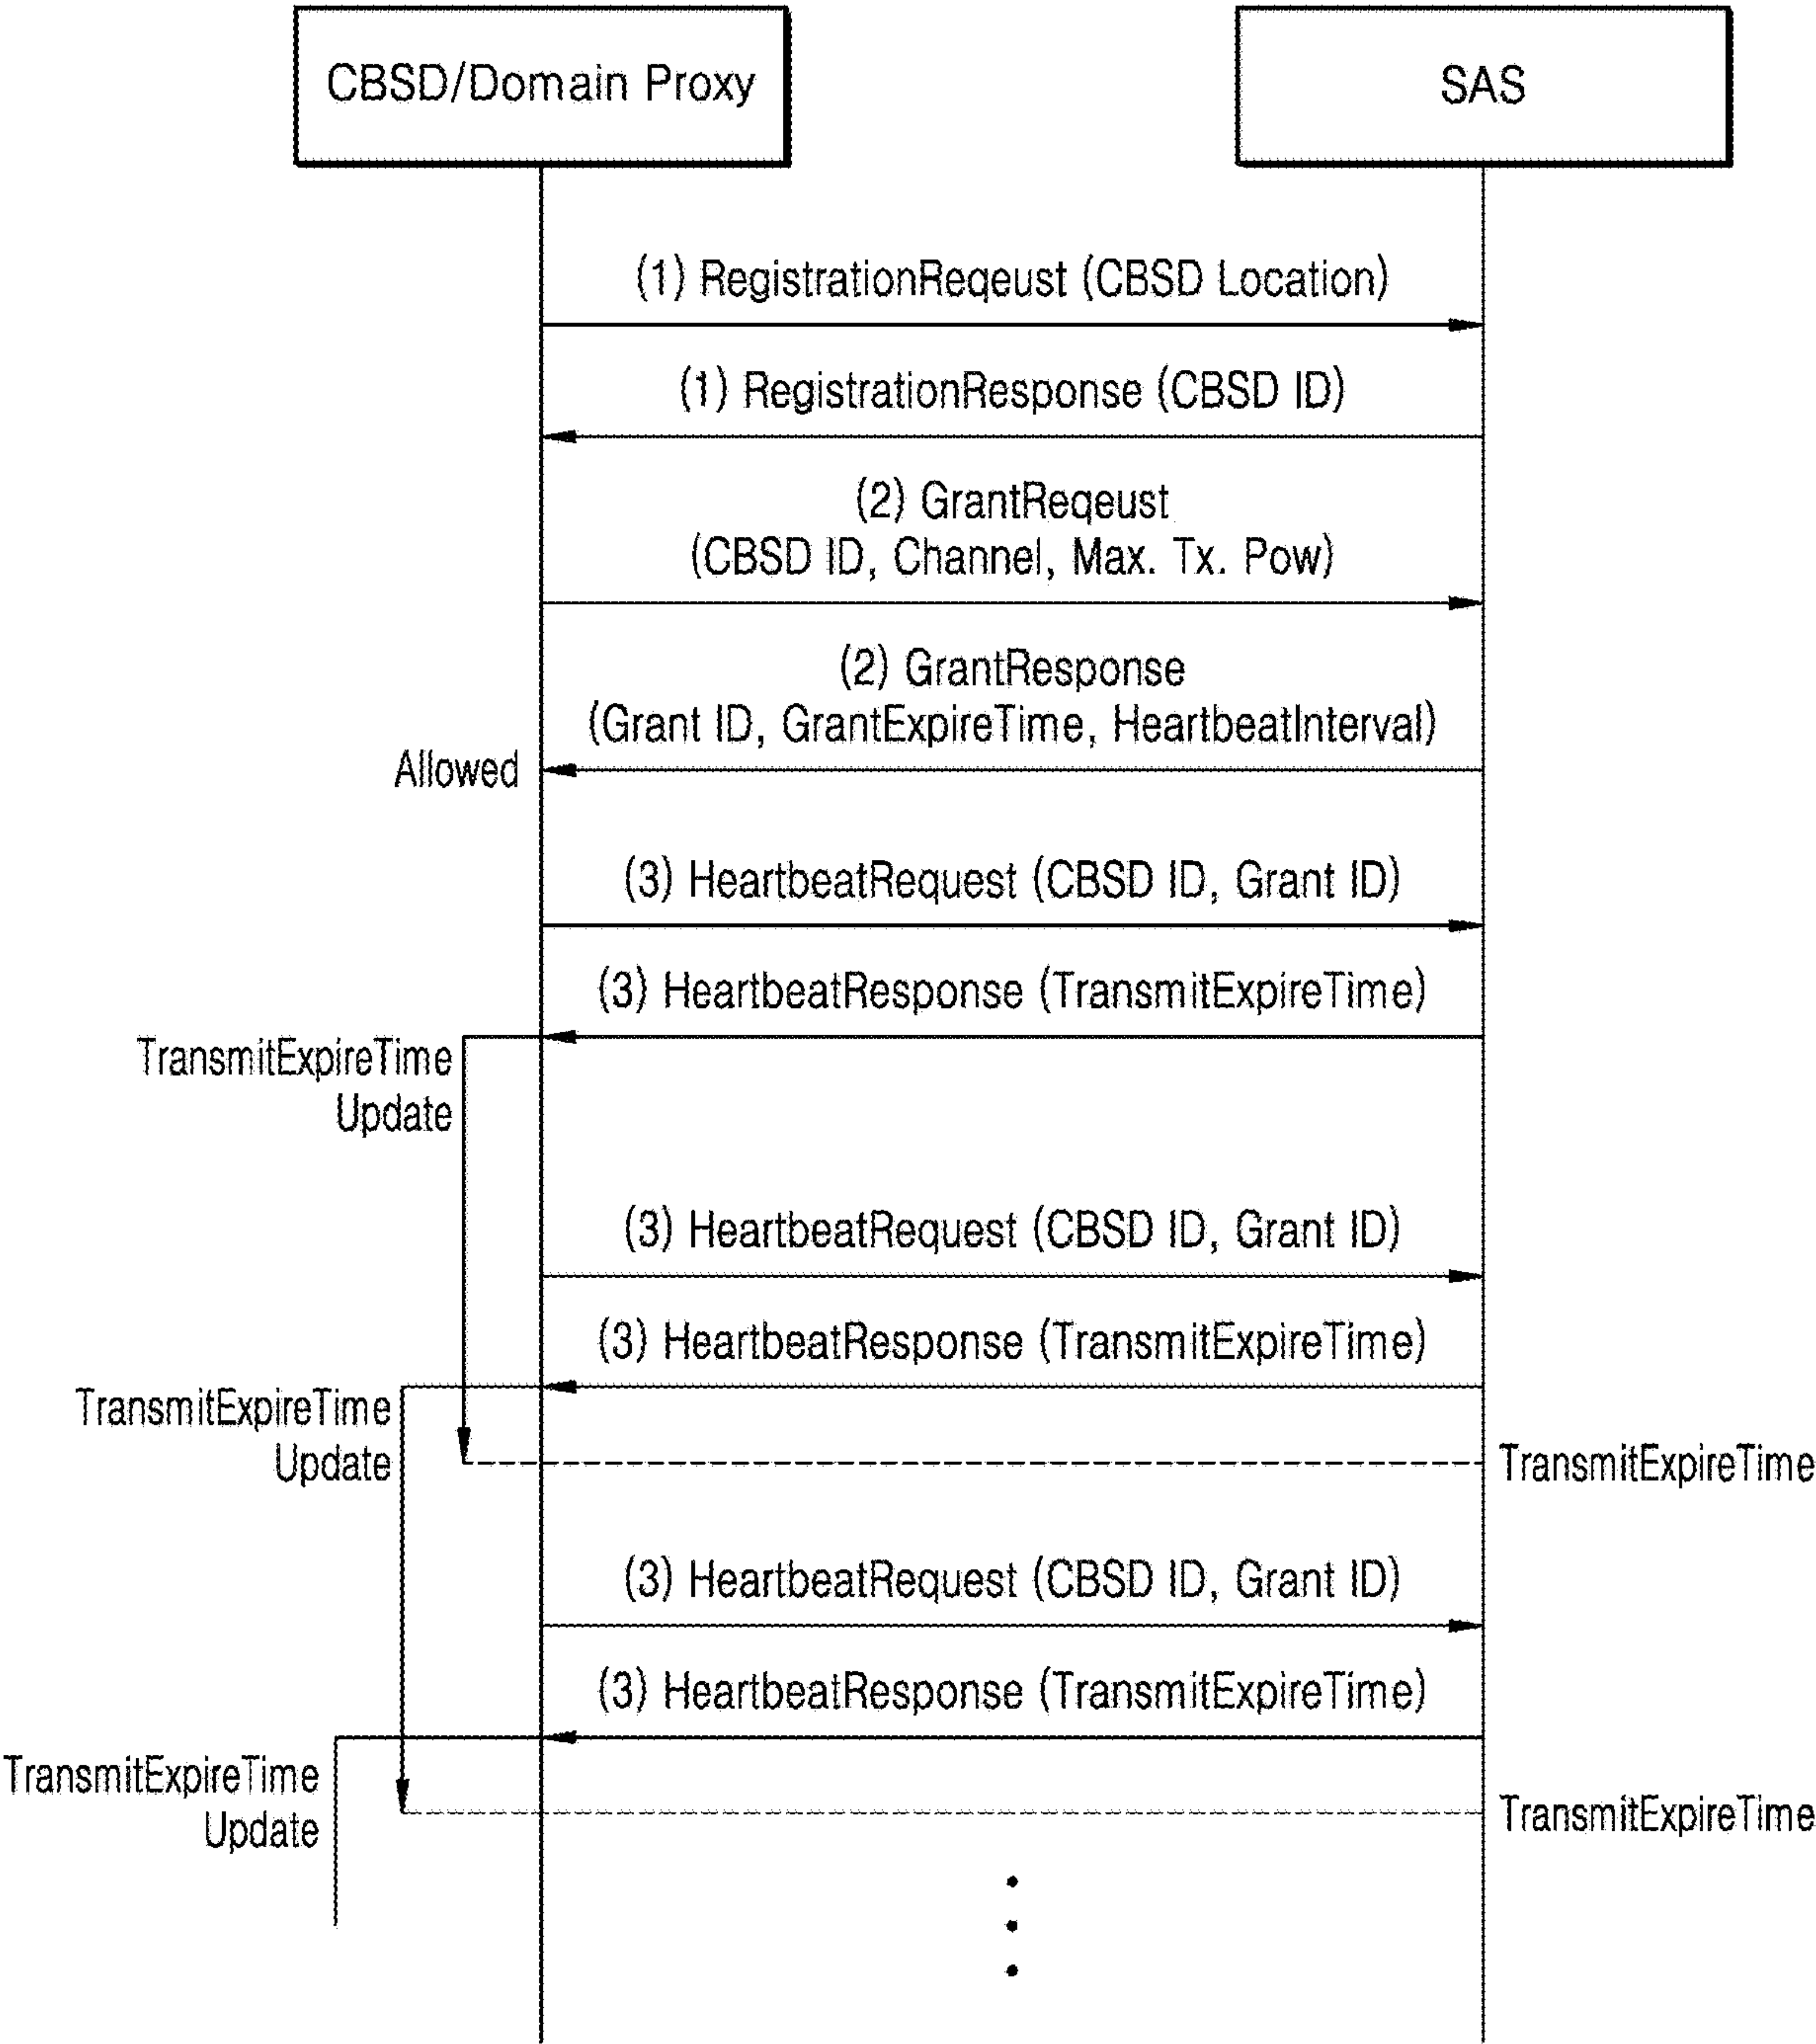 CBSD/Domain Proxy
SAS
(1) RegistrationReqeust (CBSD Location)
(1) RegistrationResponse (CBSD ID)
(2) GrantReqeust
(CBSD ID, Channel, Max. Tx. Pow)
(2) GrantResponse
(Grant ID, GrantExpireTime, HeartbeatInterval)
Allowed
(3) HeartbeatRequest (CBSD ID, Grant ID)
(3) HeartbeatResponse (TransmitExpireTime)
TransmitExpireTime
Update
(3) HeartbeatRequest (CBSD ID, Grant ID)
(3) HeartbeatResponse (TransmitExpireTime)
TransmitExpireTime
Update
TransmitExpireTime
(3) HeartbeatRequest (CBSD ID, Grant ID)
(3) HeartbeatResponse (TransmitExpireTime)
TransmitExpireTime
Update
TransmitExpireTime